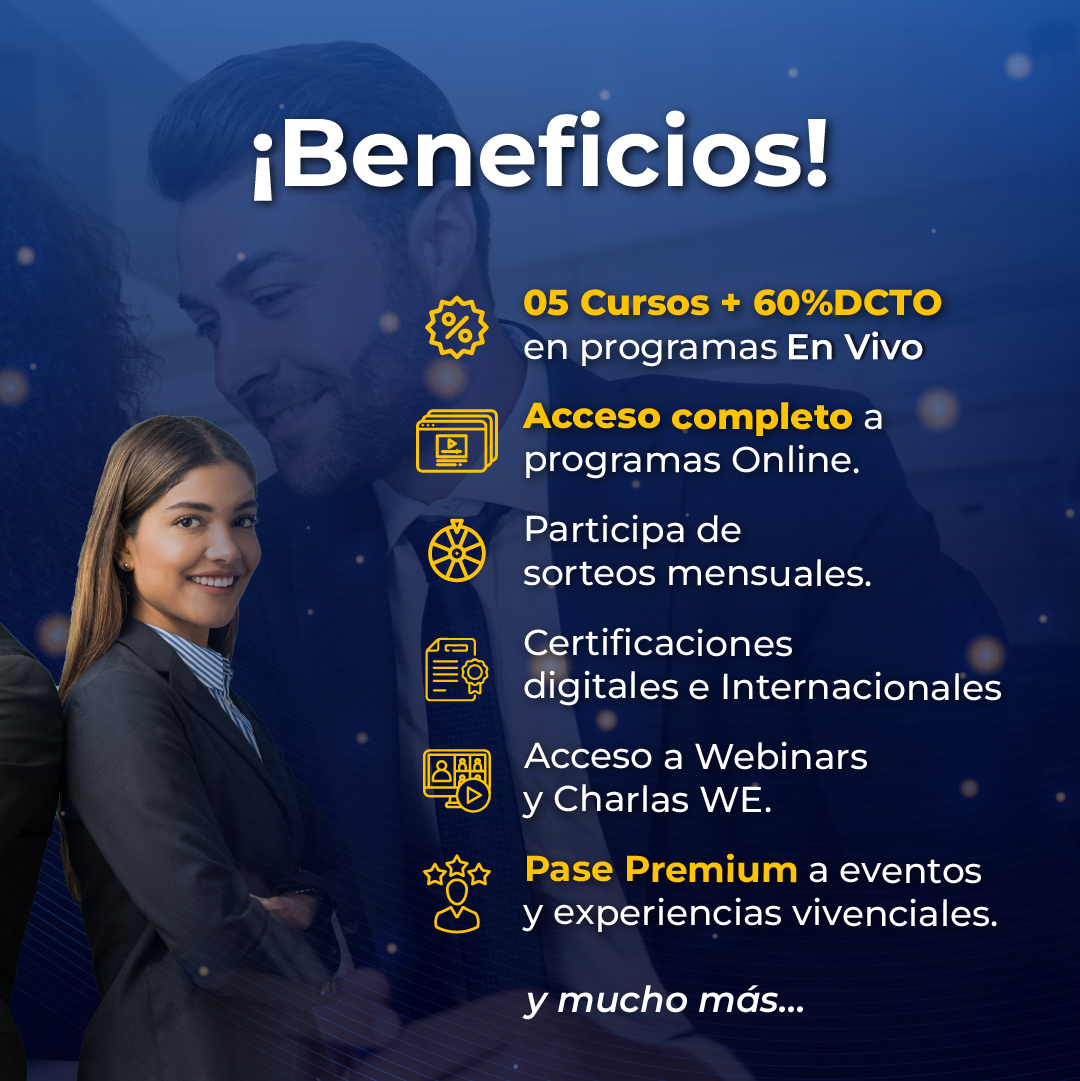 ¡Beneficios!
05 Cursos + 60%DCTO
en programas En Vivo
Acceso completo a
programas Online.
Participa de
sorteos mensuales.
Certificaciones
digitales e Internacionales
Acceso a Webinars
y Charlas WE.
Pase Premium a eventos
y experiencias vivenciales.
y mucho más...